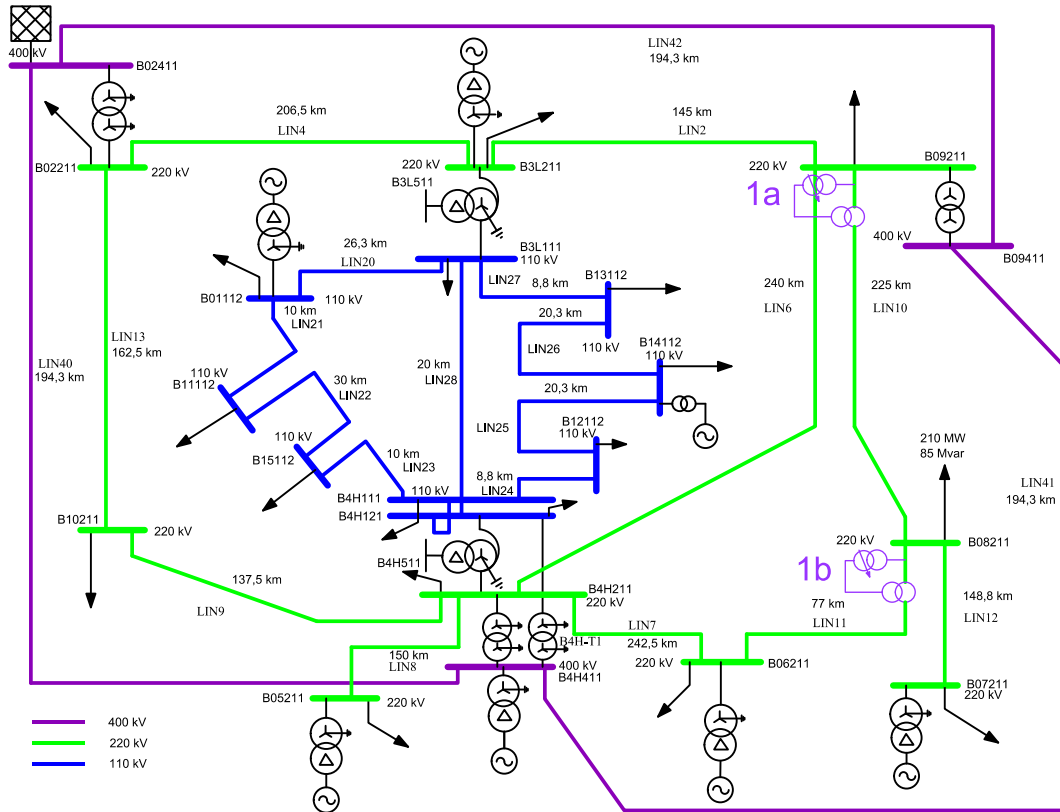 LIN42
194,3 km
400 kV
B02411
206,5 km
LIN4
145 km
LIN2
B02211
220 kV
220 kV
B3L211
220 kV
B09211
B3L511
1a
400 kV
B09411
26,3 km
LIN20
B3L111
110 kV
LIN27
8,8 km
B13112
B01112
110 kV
10 km
LIN21
240 km
LIN6
225 km
LIN10
20,3 km
LIN26
110 kV
B14112
110 kV
LIN13
162,5 km
LIN40
194,3 km
110 kV
B11112
30 km
LIN22
20 km
LIN28
20,3 km
LIN25
B12112
110 kV
110 kV
B15112
10 km
LIN23
8,8 km
LIN24
210 MW
85 Mvar
LIN41
194,3 km
B4H111
110 kV
B4H121
B10211
220 kV
B4H511
220 kV
B08211
1b
137,5 km
LIN9
B4H211
220 kV
77 km
LIN11
148,8 km
LIN12
150 km
LIN8
B4H-T1
LIN7
242,5 km
400 kV
B4H411
220 kV
B06211
B05211
220 kV
B07211
220 kV
400 kV
220 kV
110 kV